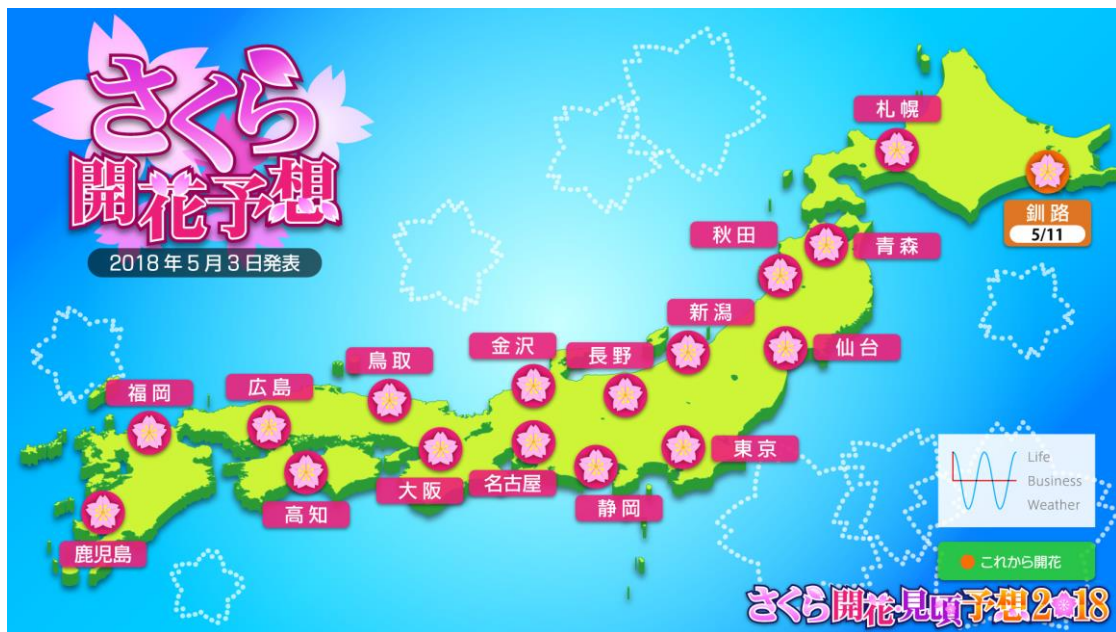 さくら
開花予想
2018年5月3日発表
札幌
釧路
5/11
秋田
青森
新潟
仙台
金沢
長野
鳥取
広島
福岡
東京
名古屋
大阪
静岡
高知
鹿児島
Life
Business
Weather
これから開花
さくら開花・見頃予想2018